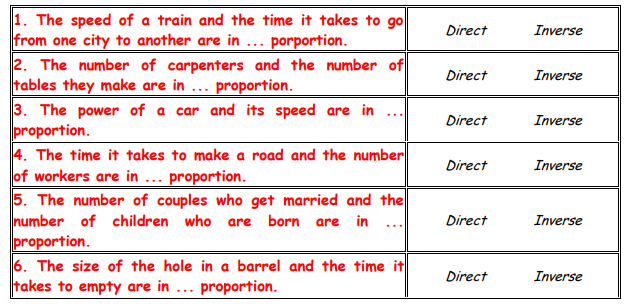 1. The speed of a train and the time it takes to go
from one city to another are in ... porportion.
Direct Inverse
2. The number of carpenters and the number of
tables they make are in ... proportion.
Direct Inverse
3. The power of a car and its speed are in ...
proportion.
Direct Inverse
4. The time it takes to make a road and the number
of workers are in ... proportion.
Direct Inverse
5. The number of couples who get married and the
number of children who are born are in ...
proportion.
Direct Inverse
6. The size of the hole in a barrel and the time it
takes to empty are in ... proportion.
Direct Inverse